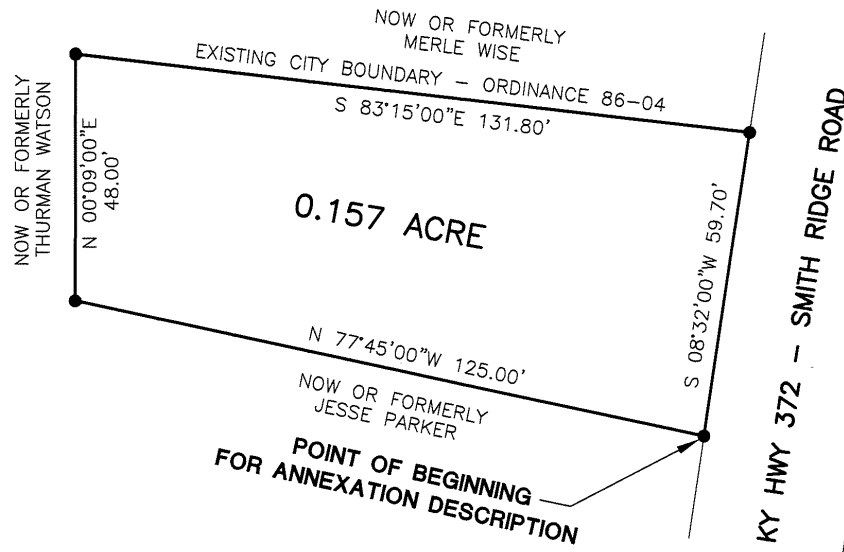 NOW OR FORMERLY
MERLE WISE
EXISTING CITY BOUNDARY – ORDINANCE 86–04
S 83°15'00"E 131.80'
NOW OR FORMERLY
THURMAN WATSON
N 00°09'00"E
48.00'
0.157 ACRE
S 08°32'00"W 59.70'
KY HWY 372 – SMITH RIDGE ROAD
N 77°45'00"W 125.00'
NOW OR FORMERLY
JESSE PARKER
POINT OF BEGINNING
FOR ANNEXATION DESCRIPTION